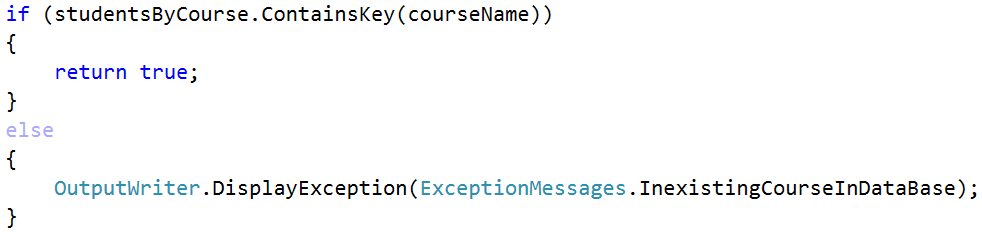 if (studentsByCourse.ContainsKey(courseName))
{
    return true;
}
else
{
    OutputWriter.DisplayException(ExceptionMessages.InexistingCourseInDataBase);
}